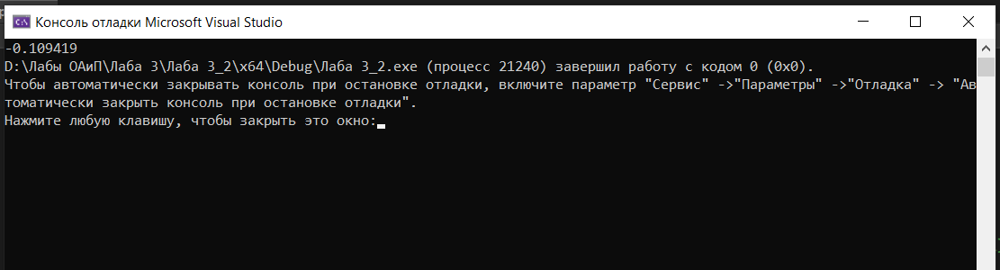 Консоль отладки Microsoft Visual Studio
-0.109419
D:\Лабы ОАиП\Лаба 3\Лаба 3_2\x64\Debug\Лаба 3_2.exe (процесс 21240) завершил работу с кодом 0 (0x0).
Чтобы автоматически закрывать консоль при остановке отладки, включите параметр "Сервис" ->"Параметры" ->"Отладка" -> "Ав
томатически закрыть консоль при остановке отладки".
Нажмите любую клавишу, чтобы закрыть это окно: